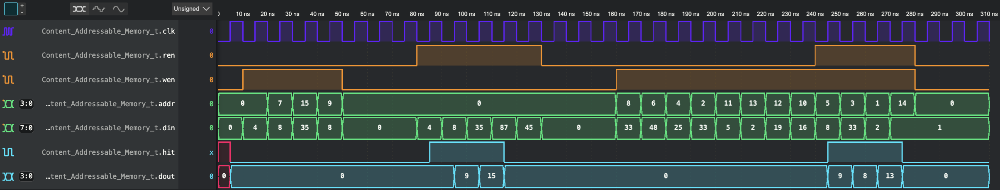 +
-
Unsigned
0 10 ns 20 ns 30 ns 40 ns 50 ns 60 ns 70 ns 80 ns 90 ns 100 ns 110 ns 120 ns 130 ns 140 ns 150 ns 160 ns 170 ns 180 ns 190 ns 200 ns 210 ns 220 ns 230 ns 240 ns 250 ns 260 ns 270 ns 280 ns 290 ns 300 ns 310 ns
Content_Addressable_Memory_t.clk 0
Content_Addressable_Memory_t.ren 0
Content_Addressable_Memory_t.wen 0
3:0 …tent_Addressable_Memory_t.addr 0 0 7 15 9 0 8 6 4 2 11 13 12 10 5 3 1 14 0
7:0 …ntent_Addressable_Memory_t.din 0 0 4 8 35 8 0 4 8 35 87 45 0 33 48 25 33 5 2 19 16 8 33 2 1
Content_Addressable_Memory_t.hit x
3:0 …tent_Addressable_Memory_t.dout 0 0 0 9 15 0 9 8 13 0